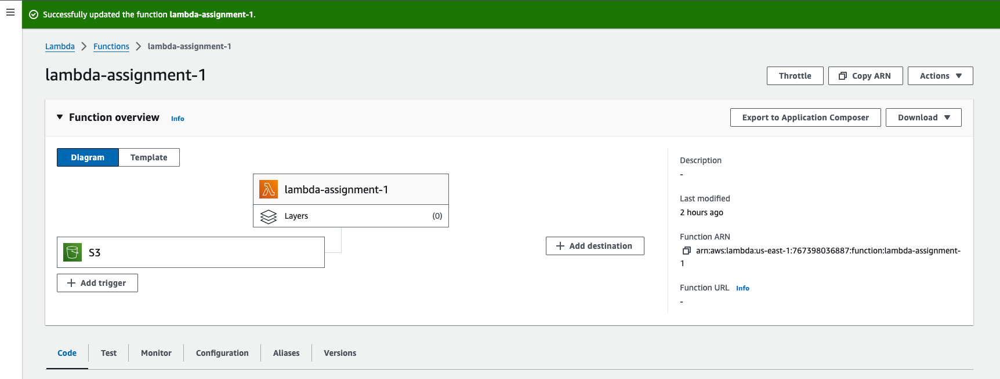 Successfully updated the function lambda-assignment-1.
Lambda > Functions > lambda-assignment-1
lambda-assignment-1
Throttle
Copy ARN
Actions
Function overview Info
Export to Application Composer
Download
Diagram
Template
lambda-assignment-1
Layers (0)
S3
Add trigger
Add destination
Description
-
Last modified
2 hours ago
Function ARN
arn:aws:lambda:us-east-1:767398036887:function:lambda-assignment-
1
Function URL Info
-
Code Test Monitor Configuration Aliases Versions